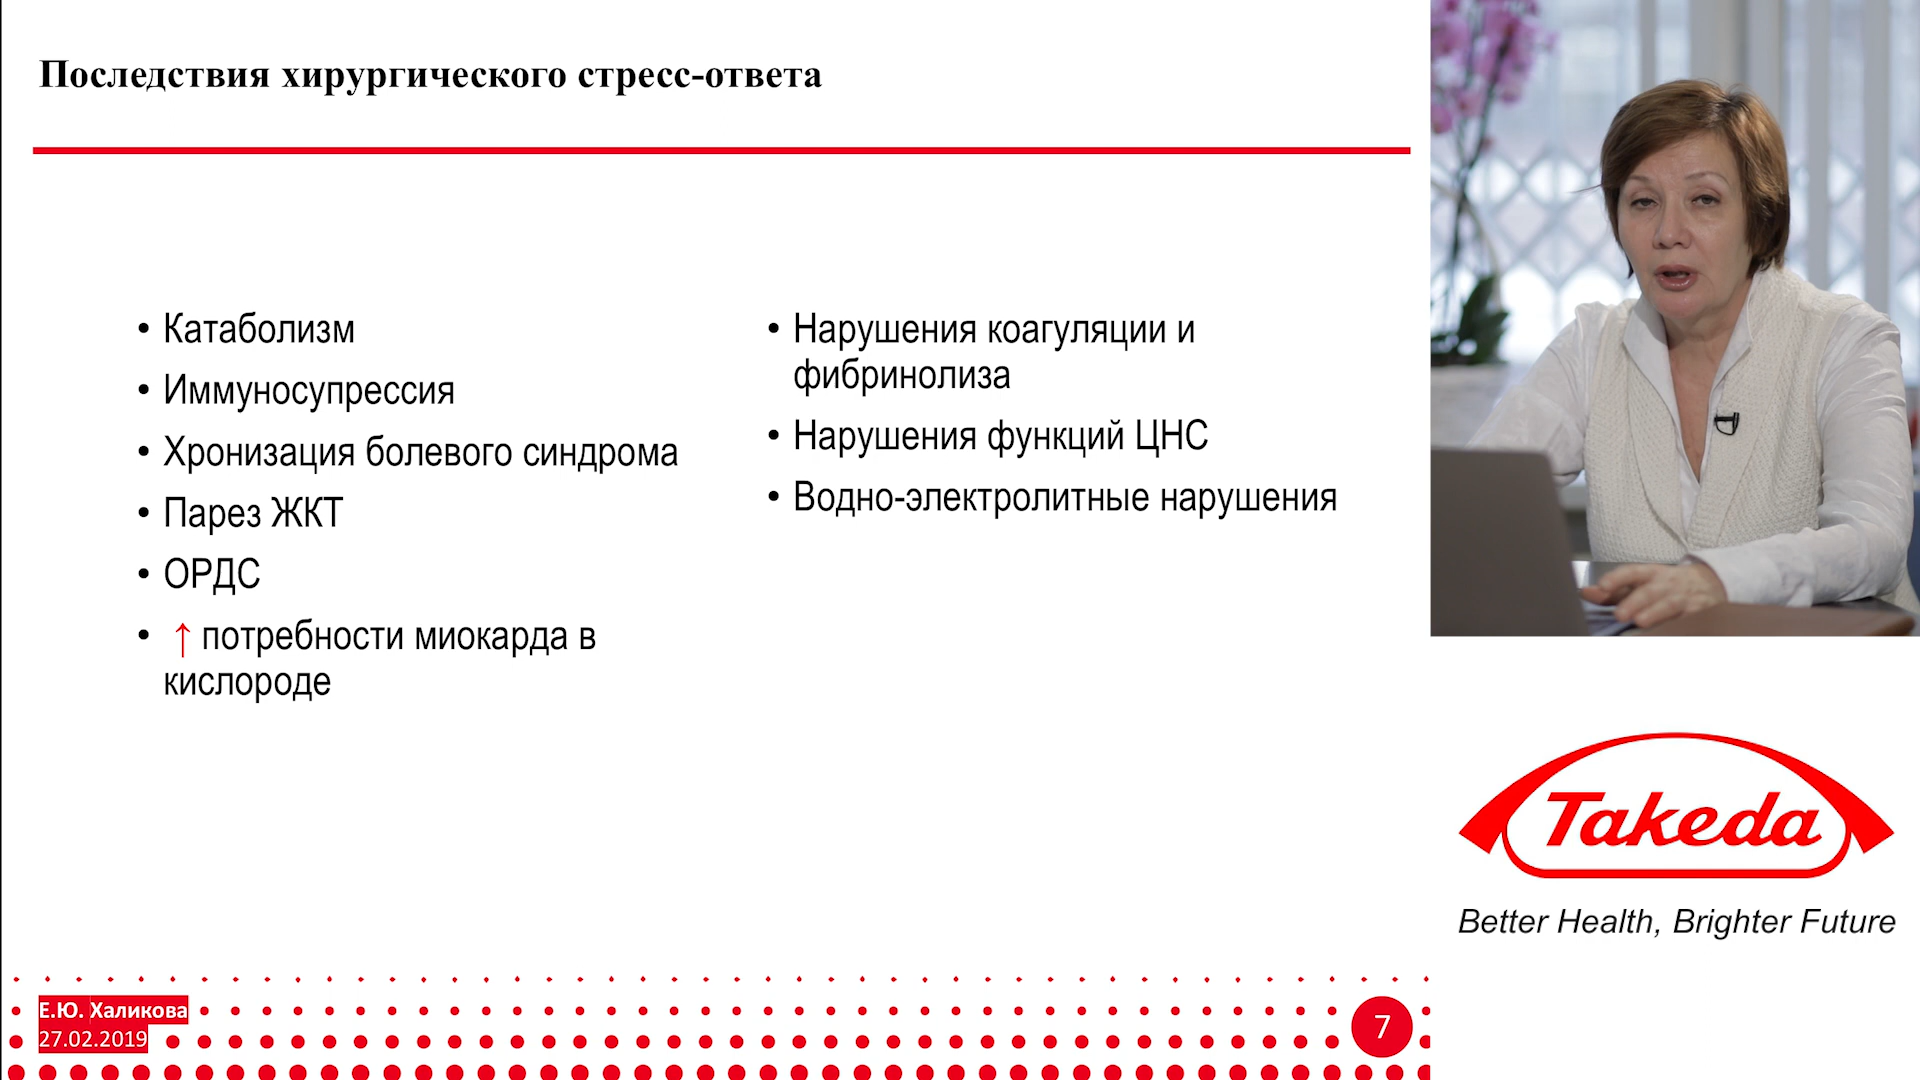 Последствия хирургического стресс-ответа
• Катаболизм
• Иммуносупрессия
• Хронизация болевого синдрома
• Парез ЖКТ
• ОРДС
• ↑ потребности миокарда в
кислороде
• Нарушения коагуляции и
фибринолиза
• Нарушения функций ЦНС
• Водно-электролитные нарушения
Takeda
Better Health, Brighter Future
Е.Ю. Халикова
27.02.2019
7